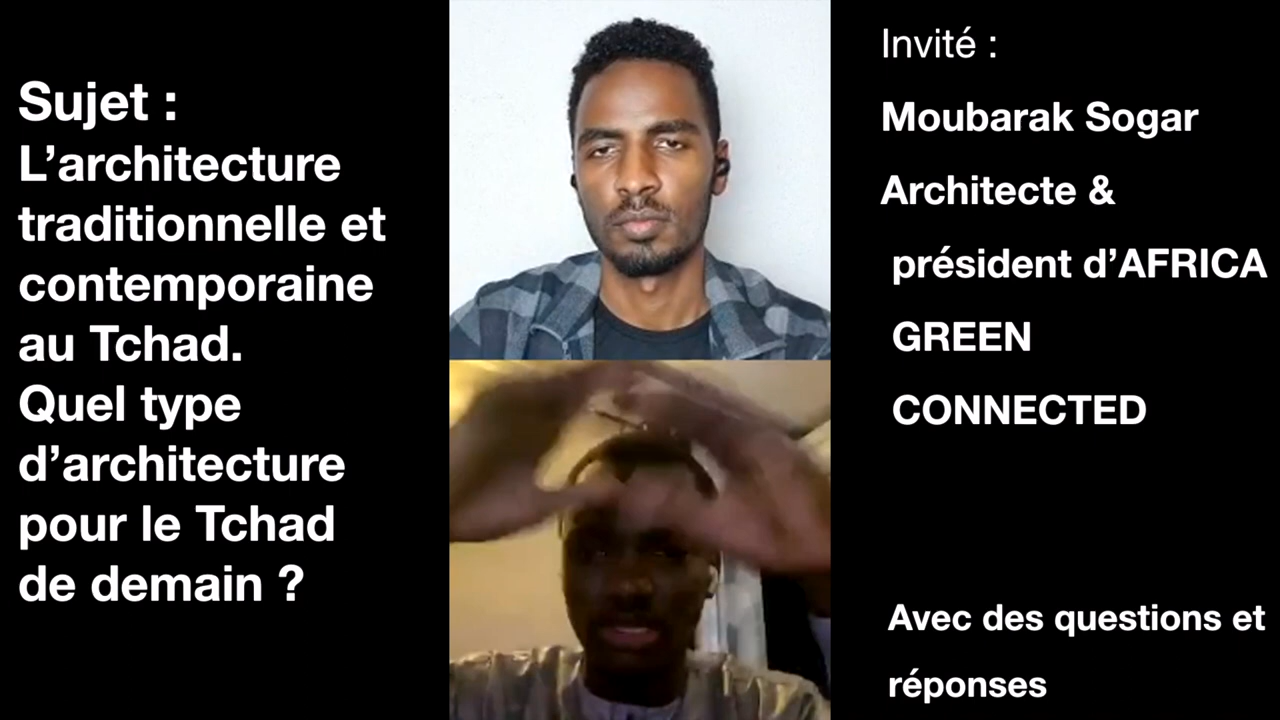 Sujet :
L’architecture
traditionnelle et
contemporaine
au Tchad.
Quel type
d’architecture
pour le Tchad
de demain ?
Invité :
Moubarak Sogar
Architecte &
président d’AFRICA
GREEN
CONNECTED
Avec des questions et
réponses